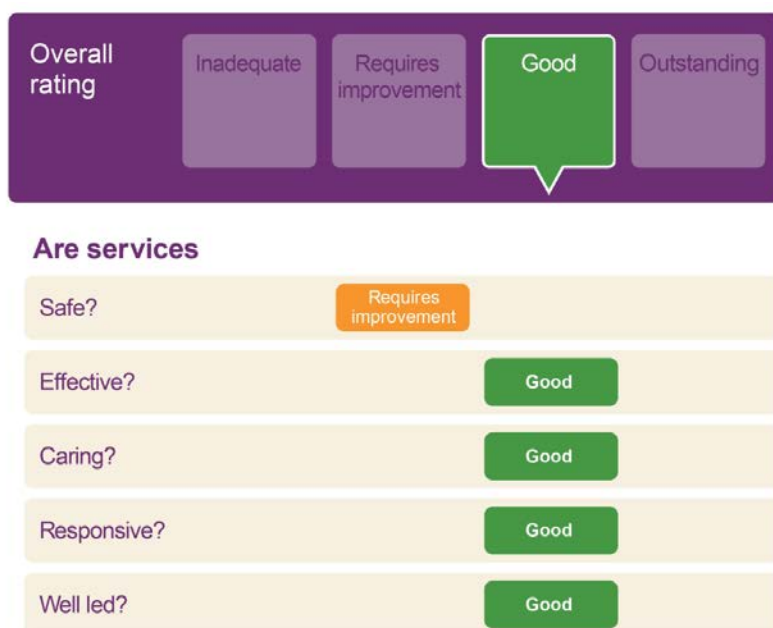 Overall
rating
Inadequate
Requires
improvement
Good
Outstanding
Are services
Safe?
Requires
improvement
Effective?
Good
Caring?
Good
Responsive?
Good
Well led?
Good